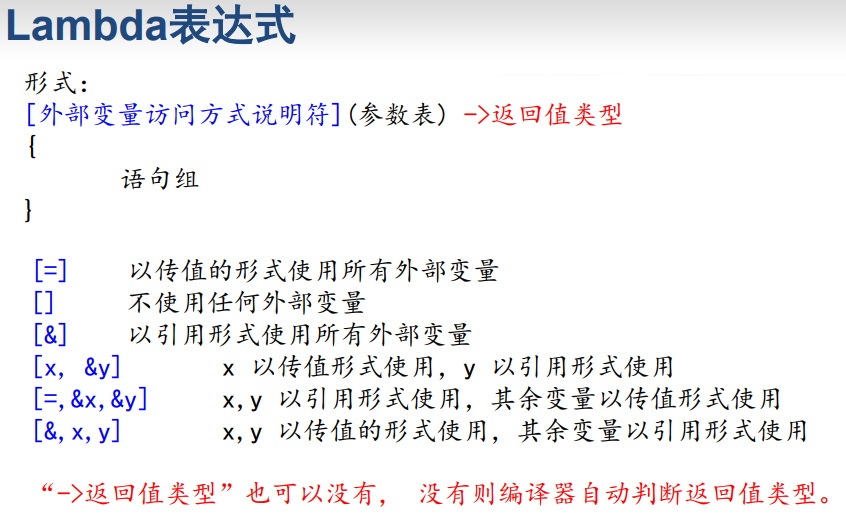 Lambda表达式
形式：
[外部变量访问方式说明符](参数表) ->返回值类型
{
语句组
}
[=] 以传值的形式使用所有外部变量
[] 不使用任何外部变量
[&] 以引用形式使用所有外部变量
[x, &y] x 以传值形式使用，y 以引用形式使用
[=,&x,&y] x,y 以引用形式使用，其余变量以传值形式使用
[&,x,y] x,y 以传值的形式使用，其余变量以引用形式使用
“->返回值类型”也可以没有， 没有则编译器自动判断返回值类型。